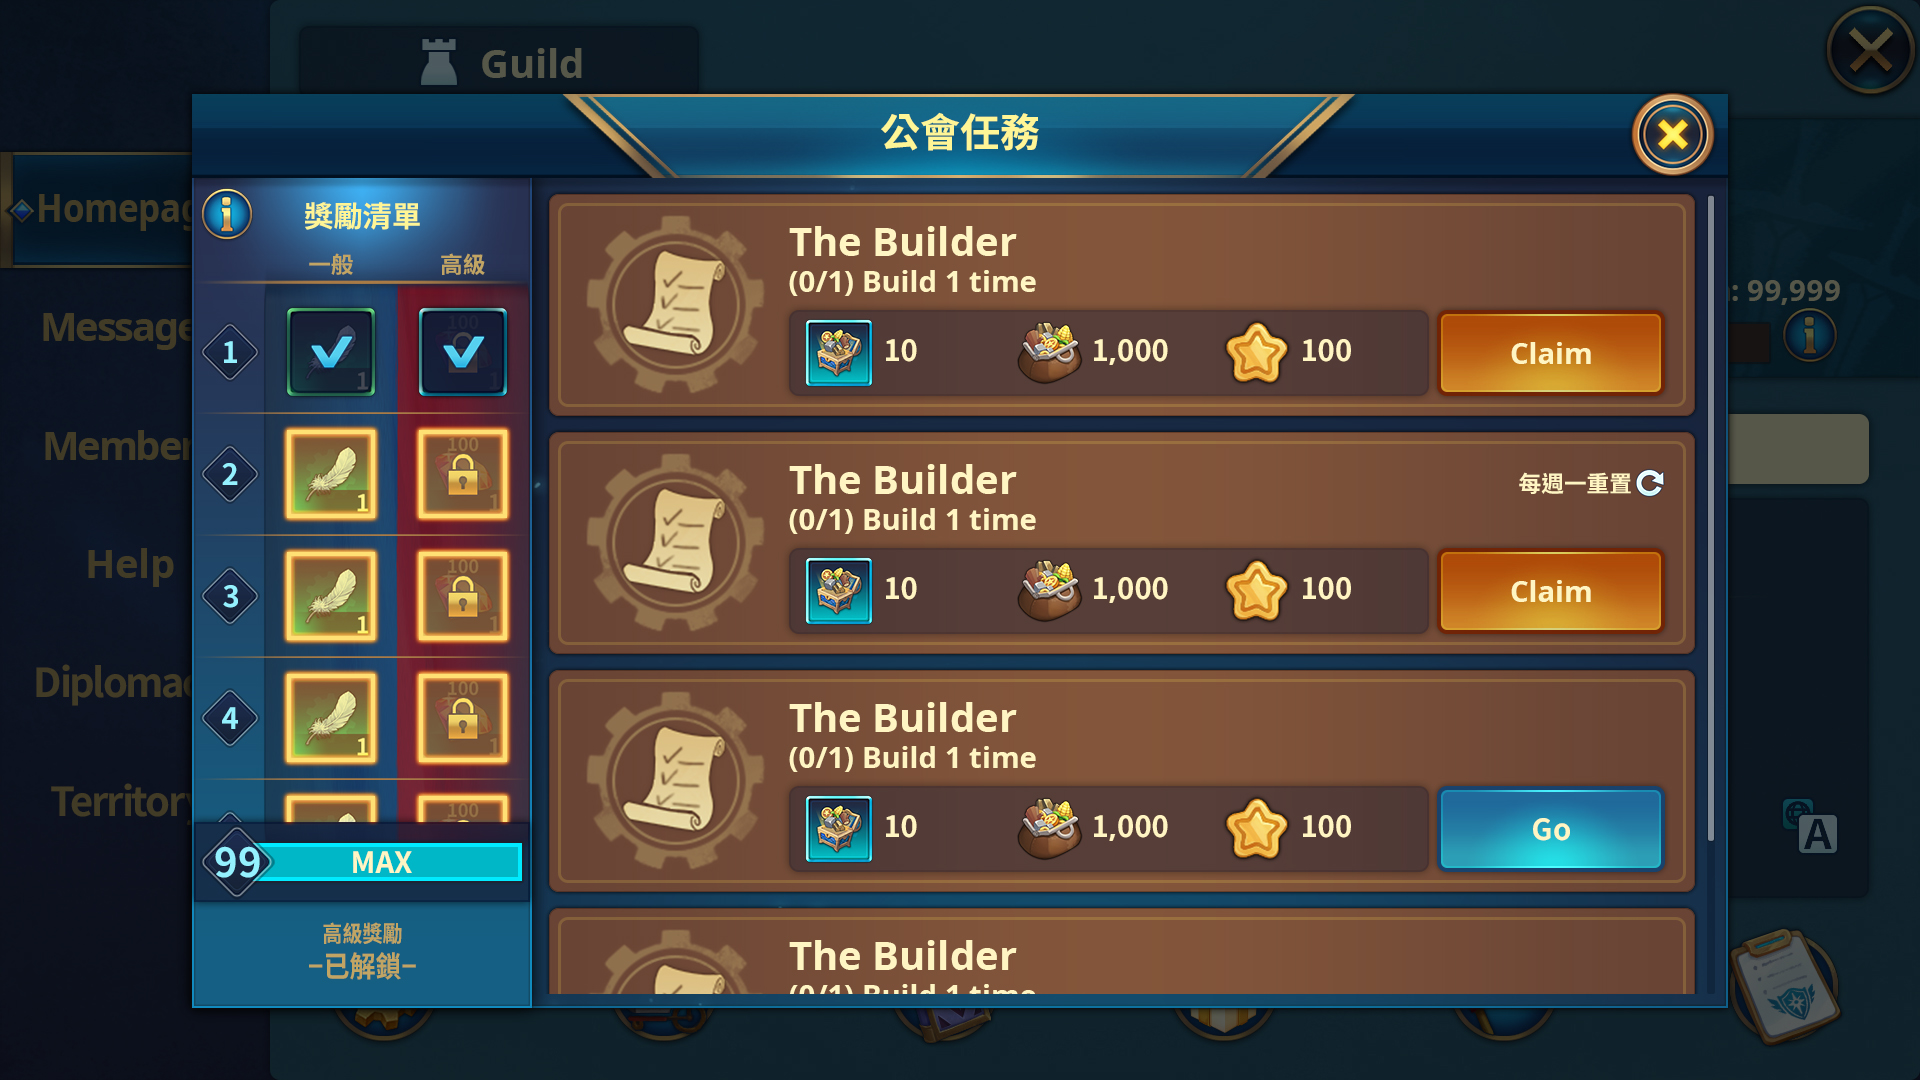 Guild
公會任務
Homepag
Message
Member
Help
Diplomac
Territory
: 99,999
獎勵清單
一般
高級
1
1
100
2
1
100
1
3
1
100
1
4
1
100
1
100
99
MAX
高級獎勵
–已解鎖–
The Builder
(0/1) Build 1 time
10
1,000
100
Claim
The Builder
每週一重置
(0/1) Build 1 time
10
1,000
100
Claim
The Builder
(0/1) Build 1 time
10
1,000
100
Go
The Builder
(0/1) Build 1 time
A